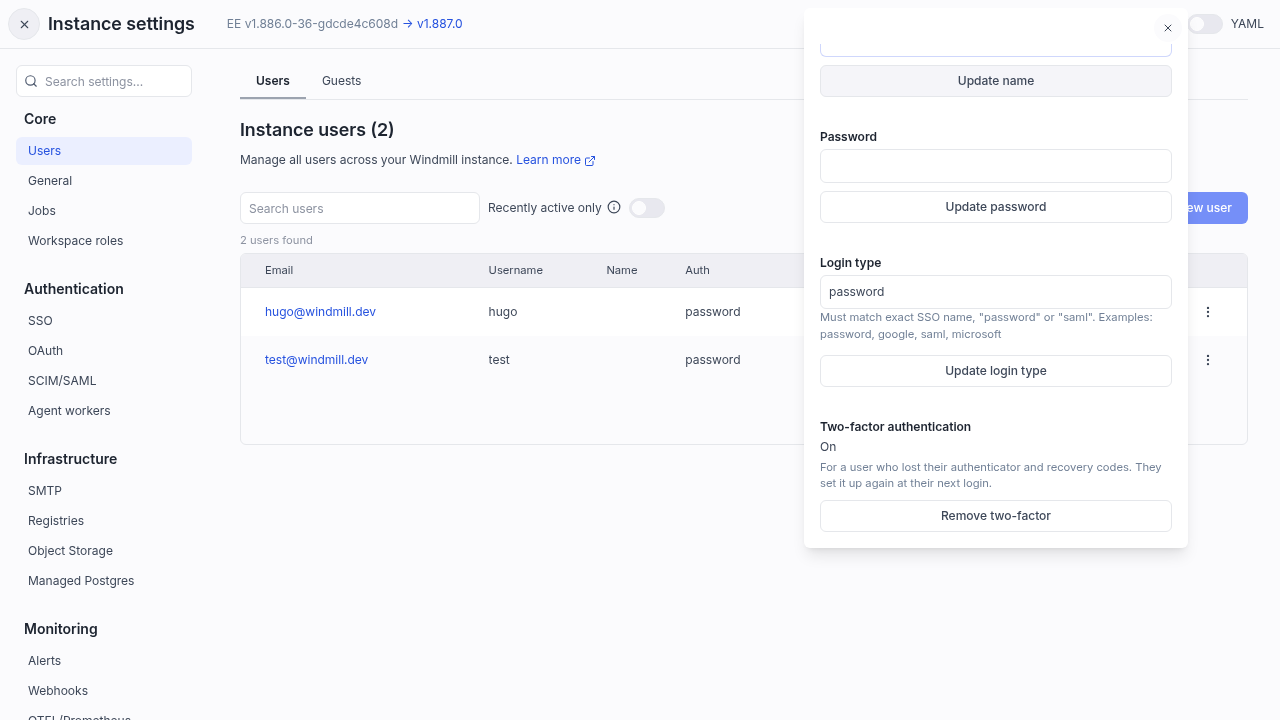 Instance settings
EE v1.886.0-36-gdcde4c608d → v1.887.0
YAML
Search settings...
Core
Users
General
Jobs
Workspace roles
Authentication
SSO
OAuth
SCIM/SAML
Agent workers
Infrastructure
SMTP
Registries
Object Storage
Managed Postgres
Monitoring
Alerts
Webhooks
OTEL/Prometheus
Users Guests
Instance users (2)
Manage all users across your Windmill instance. Learn more
Search users
Recently active only
user
2 users found
Email Username Name Auth
hugo@windmill.dev hugo password
test@windmill.dev test password
Update name
Password
Update password
Login type
password
Must match exact SSO name, "password" or "saml". Examples:
password, google, saml, microsoft
Update login type
Two-factor authentication
On
For a user who lost their authenticator and recovery codes. They
set it up again at their next login.
Remove two-factor